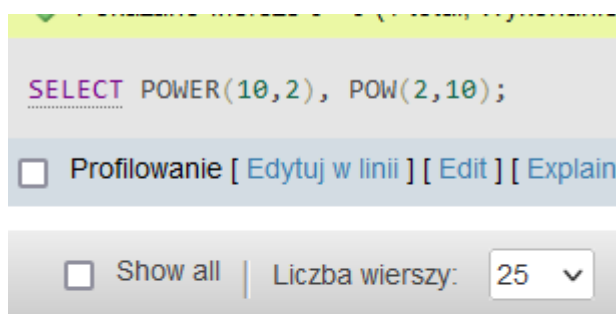 SELECT POWER(10,2), POW(2,10);
Profilowanie [ Edytuj w linii ] [ Edit ] [ Explain
Show all | Liczba wierszy: 25